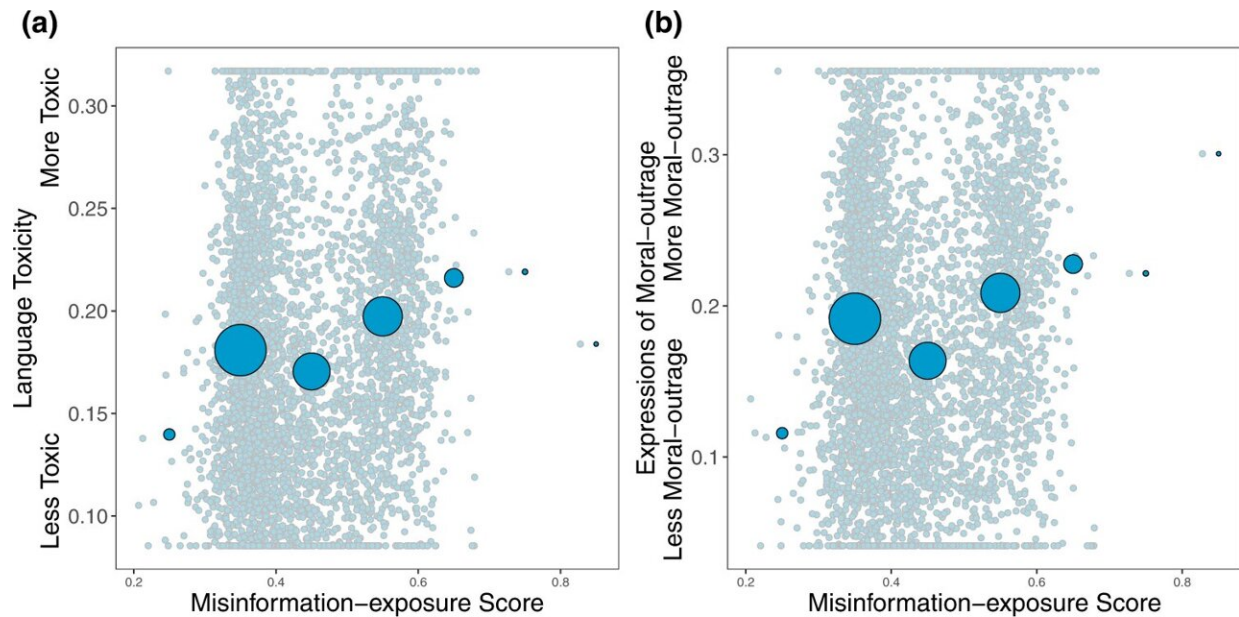 (a)
More Toxic
Language Toxicity
Less Toxic
0.30
0.25
0.20
0.15
0.10
0.2
0.4
0.6
0.8
Misinformation−exposure Score
(b)
Expressions of Moral−outrage
Less Moral−outrage More Moral−outrage
0.3
0.2
0.1
0.2
0.4
0.6
0.8
Misinformation−exposure Score